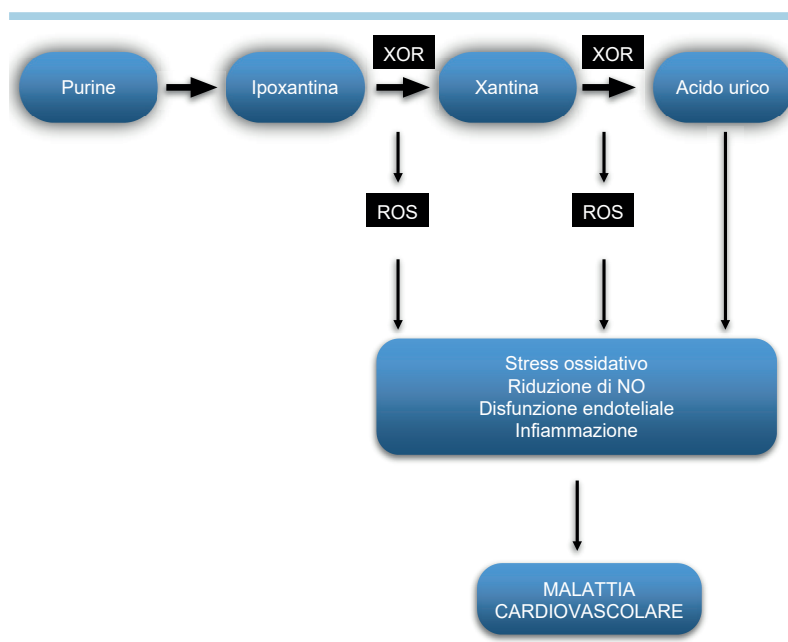 XOR
XOR
Purine
Ipoxantina
Xantina
Acido urico
ROS
ROS
Stress ossidativo
Riduzione di NO
Disfunzione endoteliale
Infiammazione
MALATTIA
CARDIOVASCOLARE